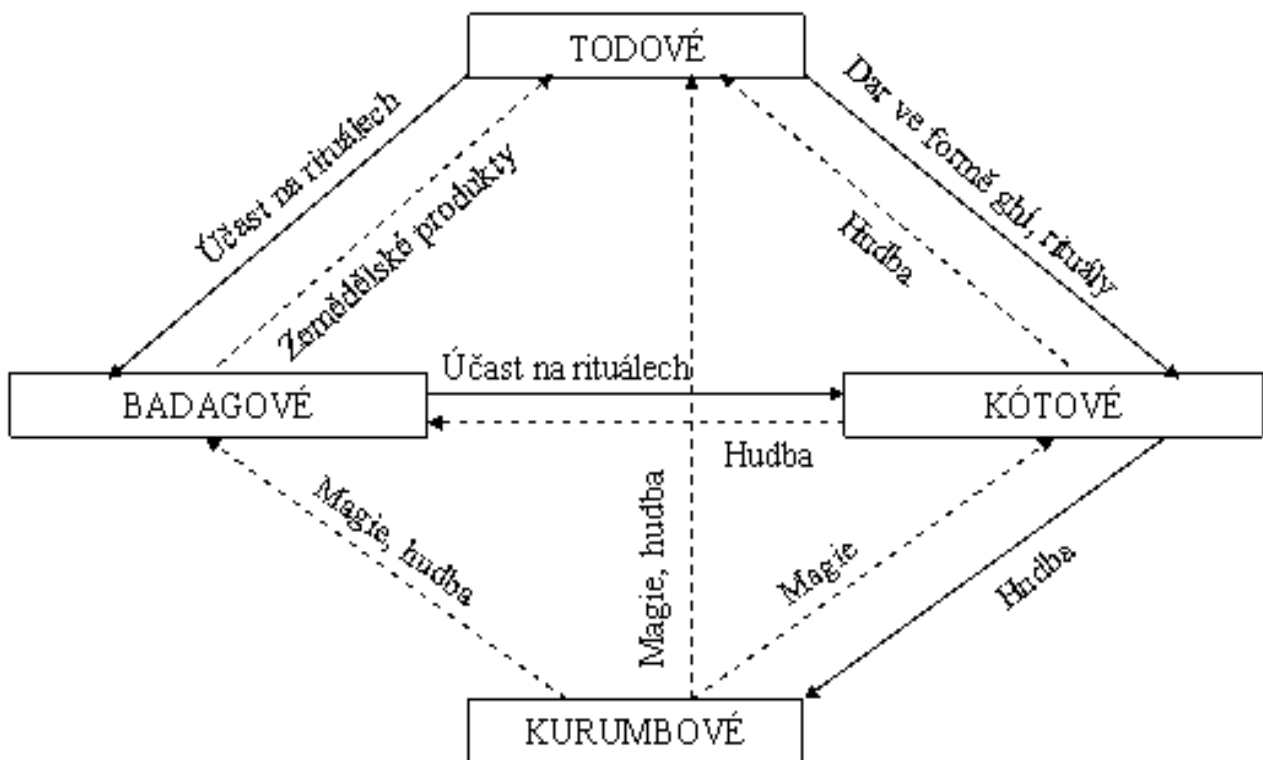 TODOVÉ
Účast na rituálech
Zemědělské produkty
Dar ve formě ghí, rituály
Hudba
BADAGOVÉ
Účast na rituálech
KÓTOVÉ
Hudba
Magie, hudba
Magie, hudba
Magie
Hudba
KURUMBOVÉ